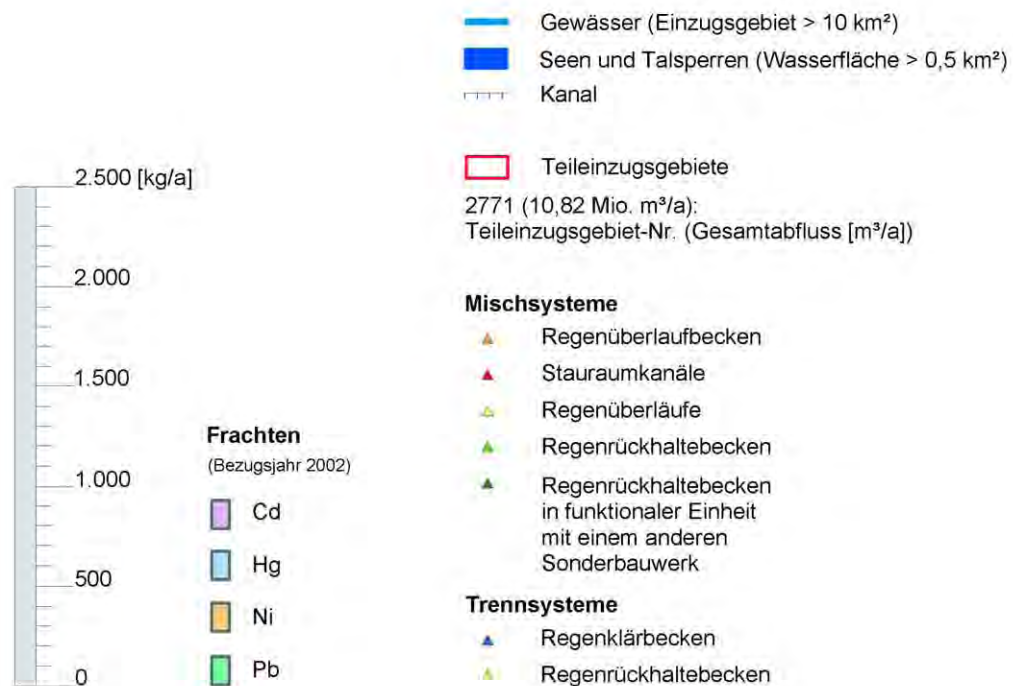 Gewässer (Einzugsgebiet > 10 km²)
Seen und Talsperren (Wasserfläche > 0,5 km²)
Kanal
Teileinzugsgebiete
2771 (10,82 Mio. m³/a):
Teileinzugsgebiet-Nr. (Gesamtabfluss [m³/a])
2.500 [kg/a]
2.000
1.500
1.000
500
0
Frachten
(Bezugsjahr 2002)
Cd
Hg
Ni
Pb
Mischsysteme
Regenüberlaufbecken
Stauraumkanäle
Regenüberläufe
Regenrückhaltebecken
Regenrückhaltebecken
in funktionaler Einheit
mit einem anderen
Sonderbauwerk
Trennsysteme
Regenklärbecken
Regenrückhaltebecken